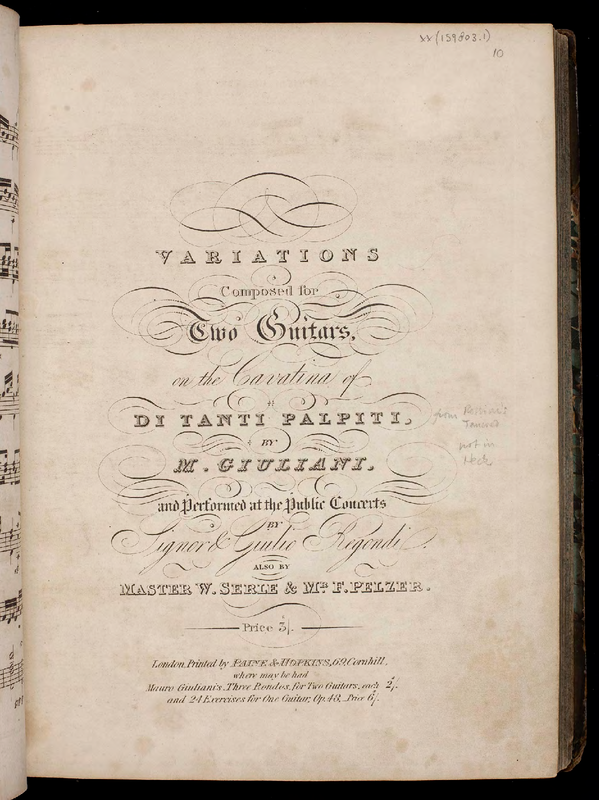 xx(159803.1)
10
VARIATIONS
Composed for
Two Guitars,
on the Cavatina of
DI TANTI PALPITI,
from Rossini's
Tancred
not in
Heck
BY
M. GIULIANI,
and Performed at the Public Concerts
BY
Signor & Giulio Regondi.
ALSO BY
MASTER W. SERLE & MR F. PELZER.
Price 3/-
London, Printed by PAINE & HOPKINS, 69, Cornhill,
where may be had
Mauro Giuliani's Three Rondos, for Two Guitars, each 2/-
and 24 Exercises for One Guitar, Op. 48, Price 6/-